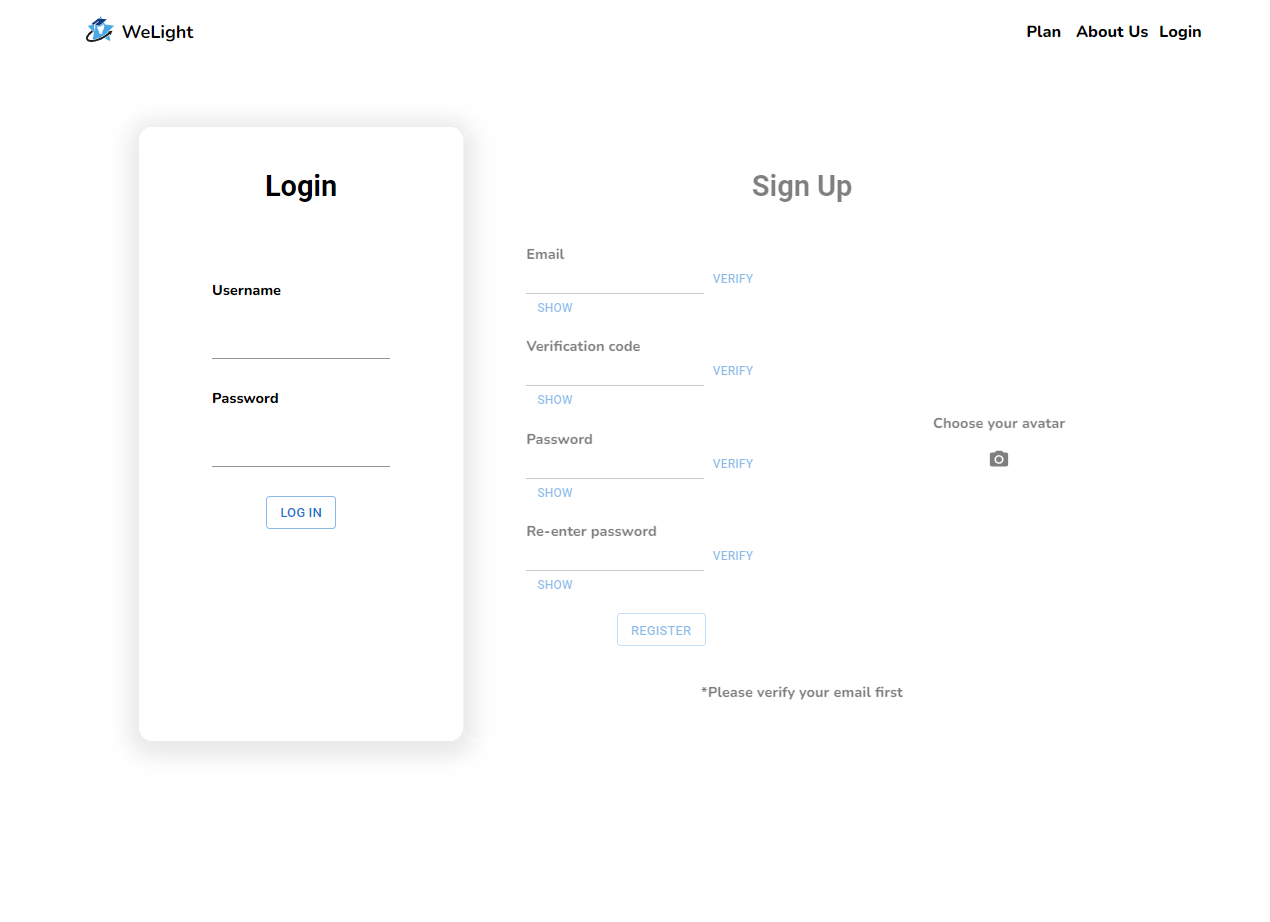 WeLight
Plan About Us Login
Login
Username
Password
LOG IN
Sign Up
Email
VERIFY
SHOW
Verification code
VERIFY
SHOW
Password
VERIFY
SHOW
Re-enter password
VERIFY
SHOW
REGISTER
Choose your avatar
*Please verify your email first